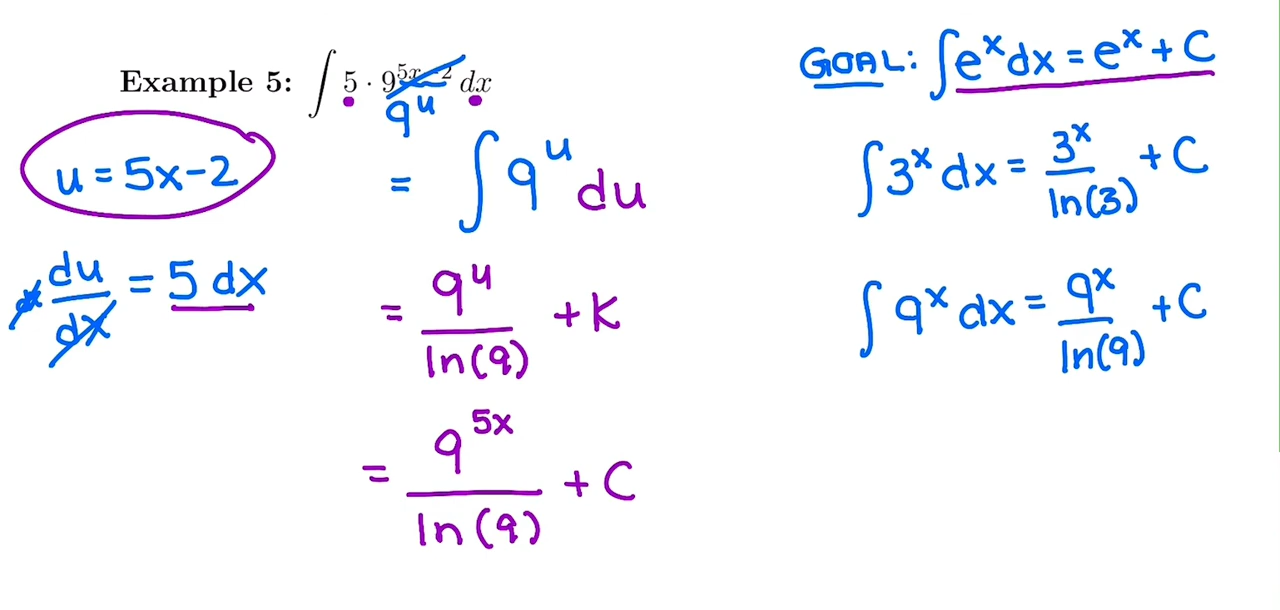 Example 5: ∫ 5 · 9^{5x−2} dx
9^u
u = 5x−2
= ∫ 9^u du
dx du/dx = 5 dx
= 9^u/ln(9) + K
= 9^{5x}/ln(9) + C
GOAL: ∫e^x dx = e^x + C
∫3^x dx = 3^x/ln(3) + C
∫9^x dx = 9^x/ln(9) + C